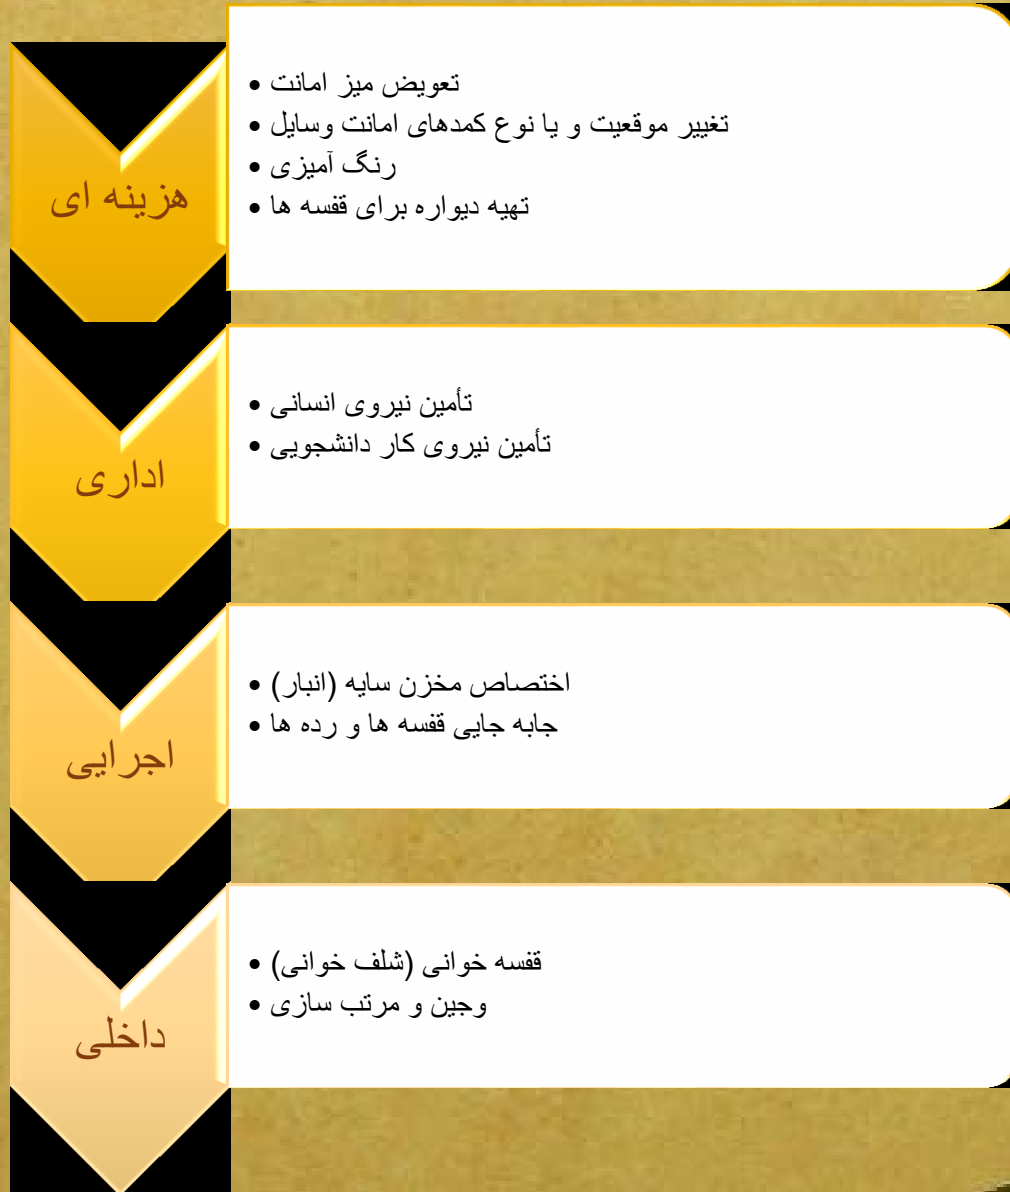 هزینه ای
• تعویض میز امانت
• تغییر موقعیت و یا نوع کمدهای امانت وسایل
• رنگ آمیزی
• تهیه دیواره برای قفسه ها
اداری
• تأمین نیروی انسانی
• تأمین نیروی کار دانشجویی
اجرایی
• اختصاص مخزن سایه (انبار)
• جابه جایی قفسه ها و رده ها
داخلی
• قفسه خوانی (شلف خوانی)
• وجین و مرتب سازی